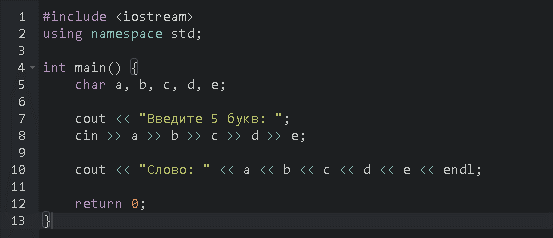 1 #include <iostream>
2 using namespace std;
3
4 int main() {
5 char a, b, c, d, e;
6
7 cout << "Введите 5 букв: ";
8 cin >> a >> b >> c >> d >> e;
9
10 cout << "Слово: " << a << b << c << d << e << endl;
11
12 return 0;
13 }